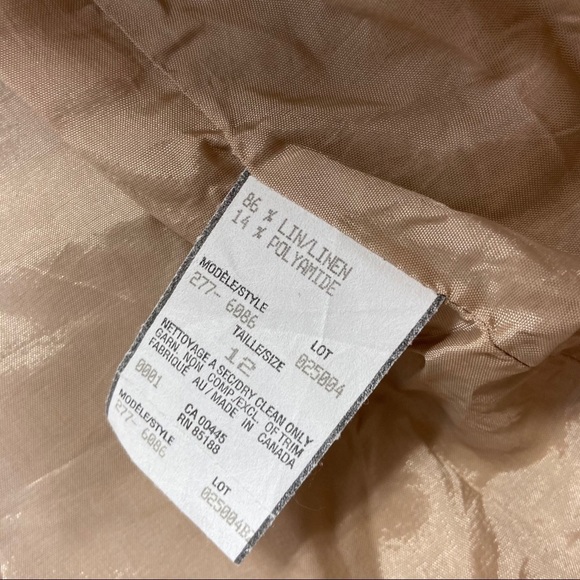 86 % LIN/LINEN
14 % POLYAMIDE
MODÈLE/STYLE LOT
277- 6086 025004
TAILLE/SIZE
12
NETTOYAGE A SEC/DRY CLEAN ONLY
GARN. NON COMP./EXCL. OF TRIM
FABRIQUE AU / MADE IN CANADA
0001 CA 00445
RN 85188
MODÈLE/STYLE LOT
277- 6086 025004B